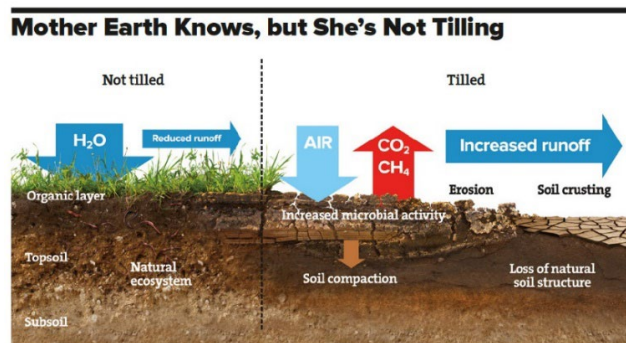 Mother Earth Knows, but She's Not Tilling
Not tilled
Tilled
H₂O
Reduced runoff
AIR
CO₂
CH₄
Increased runoff
Erosion
Soil crusting
Organic layer
Increased microbial activity
Topsoil
Natural
ecosystem
Soil compaction
Loss of natural
soil structure
Subsoil